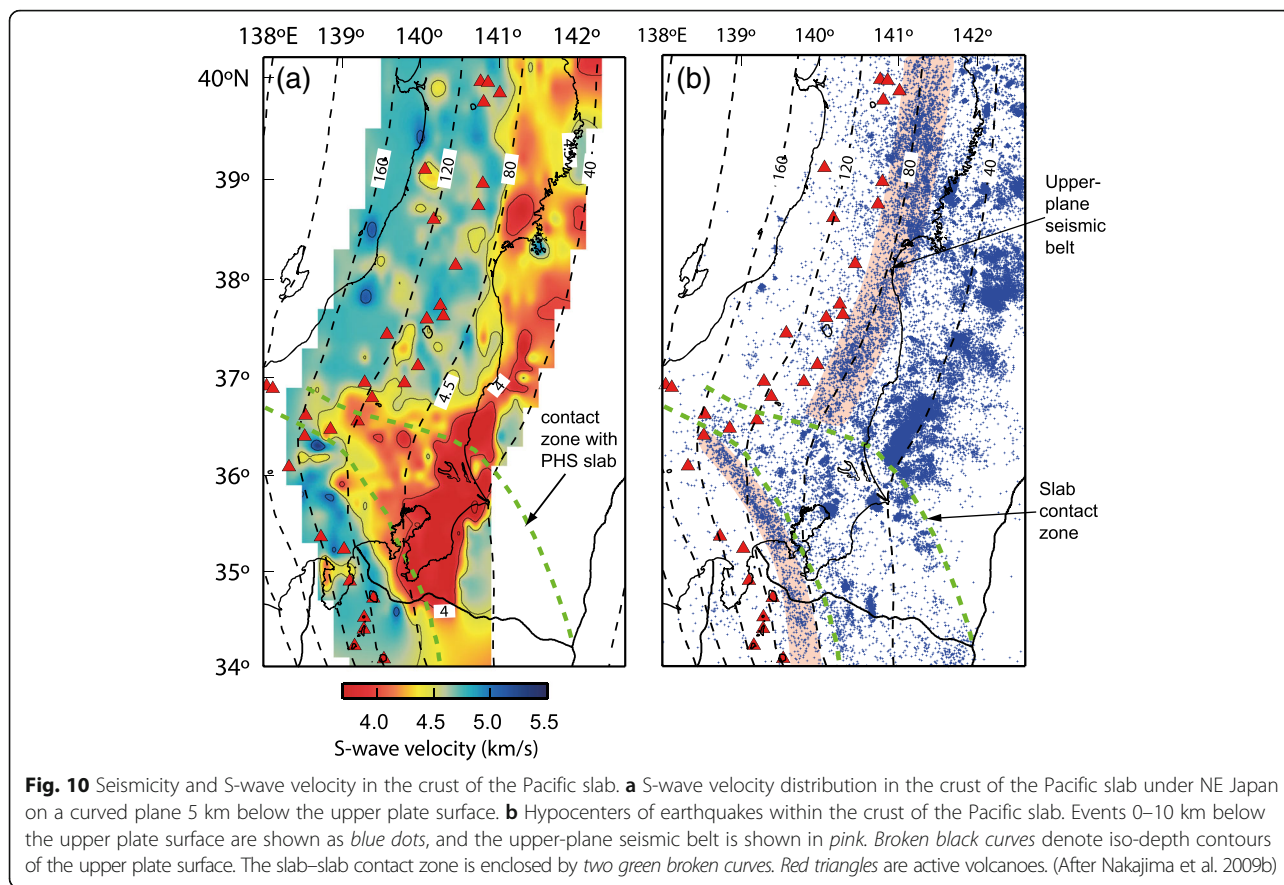 138°E 139° 140° 141° 142°
138°E 139° 140° 141° 142°
40°N
(a)
(b)
39°
38°
37°
36°
35°
34°
160
120
80
40
4.5
4
4
160
120
80
40
contact
zone with
PHS slab
Upper-
plane
seismic
belt
Slab
contact
zone
4.0 4.5 5.0 5.5
S-wave velocity (km/s)
Fig. 10 Seismicity and S-wave velocity in the crust of the Pacific slab. a S-wave velocity distribution in the crust of the Pacific slab under NE Japan
on a curved plane 5 km below the upper plate surface. b Hypocenters of earthquakes within the crust of the Pacific slab. Events 0–10 km below
the upper plate surface are shown as blue dots, and the upper-plane seismic belt is shown in pink. Broken black curves denote iso-depth contours
of the upper plate surface. The slab–slab contact zone is enclosed by two green broken curves. Red triangles are active volcanoes. (After Nakajima et al. 2009b)